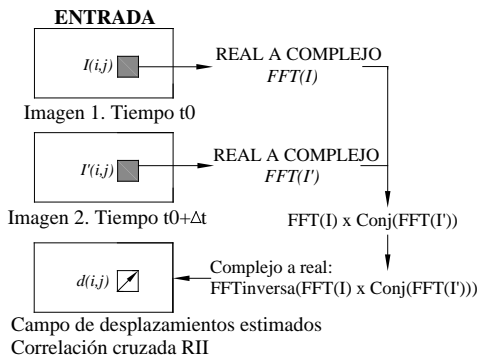 ENTRADA
I(i,j)
REAL A COMPLEJO
FFT(I)
Imagen 1. Tiempo t0
I'(i,j)
REAL A COMPLEJO
FFT(I')
Imagen 2. Tiempo t0+Δt
FFT(I) x Conj(FFT(I'))
d(i,j)
Complejo a real:
FFTinversa(FFT(I) x Conj(FFT(I')))
Campo de desplazamientos estimados
Correlación cruzada RII